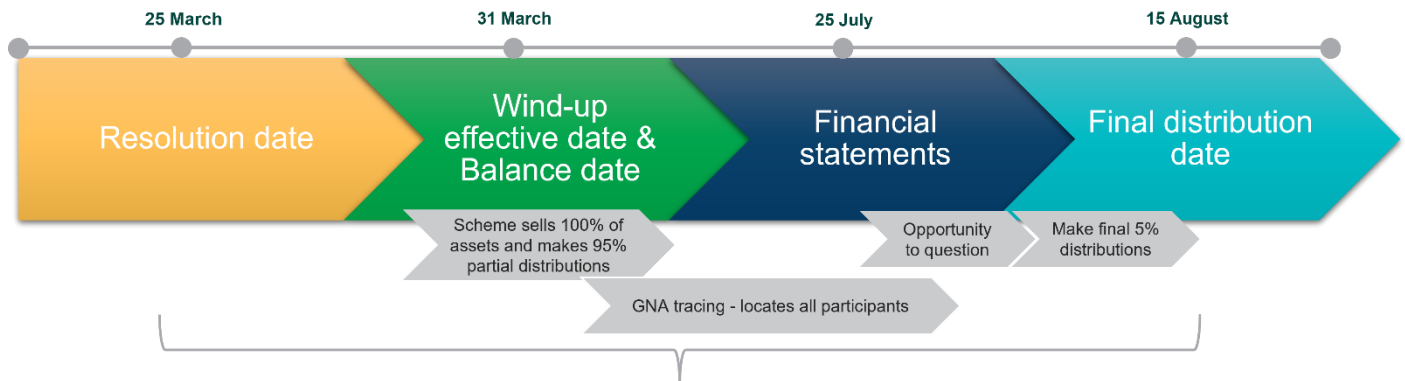 25 March
31 March
25 July
15 August
Resolution date
Wind-up
effective date &
Balance date
Financial
statements
Final distribution
date
Scheme sells 100% of
assets and makes 95%
partial distributions
Opportunity
to question
Make final 5%
distributions
GNA tracing - locates all participants